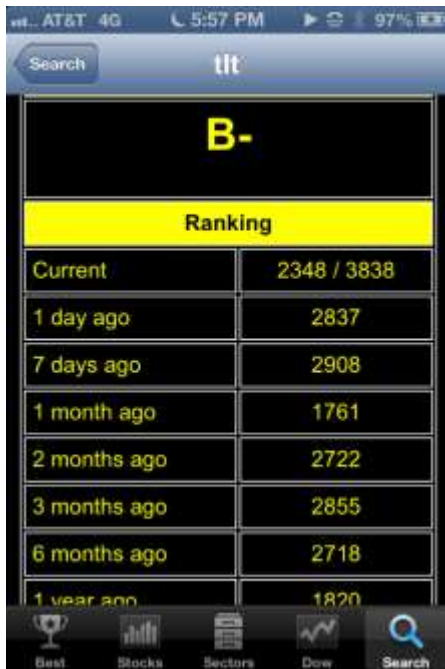 AT&T 4G 5:57 PM 97%
Search tlt
B-
Ranking
Current 2348 / 3838
1 day ago 2837
7 days ago 2908
1 month ago 1761
2 months ago 2722
3 months ago 2855
6 months ago 2718
1 year ago 1820
Best Stocks Sectors Dow Search